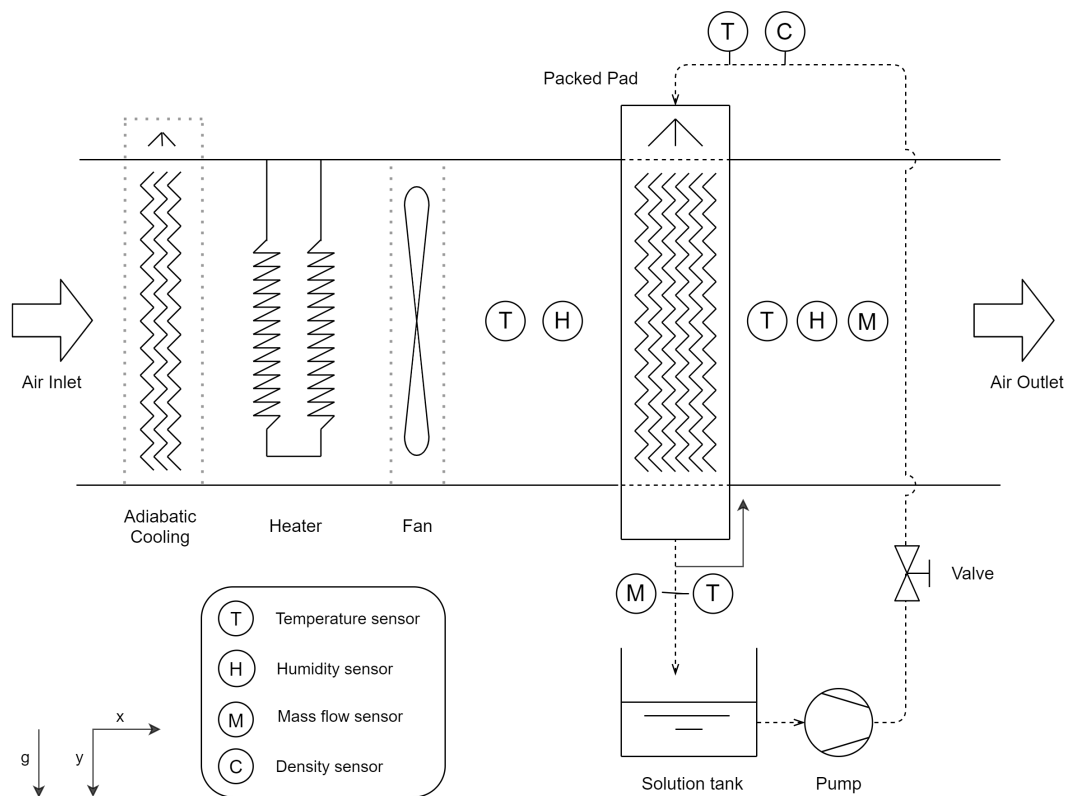 T C
Packed Pad
T H
T H M
Air Inlet
Air Outlet
Adiabatic
Cooling
Heater
Fan
M T
Valve
T Temperature sensor
H Humidity sensor
M Mass flow sensor
C Density sensor
x
g
y
Solution tank
Pump